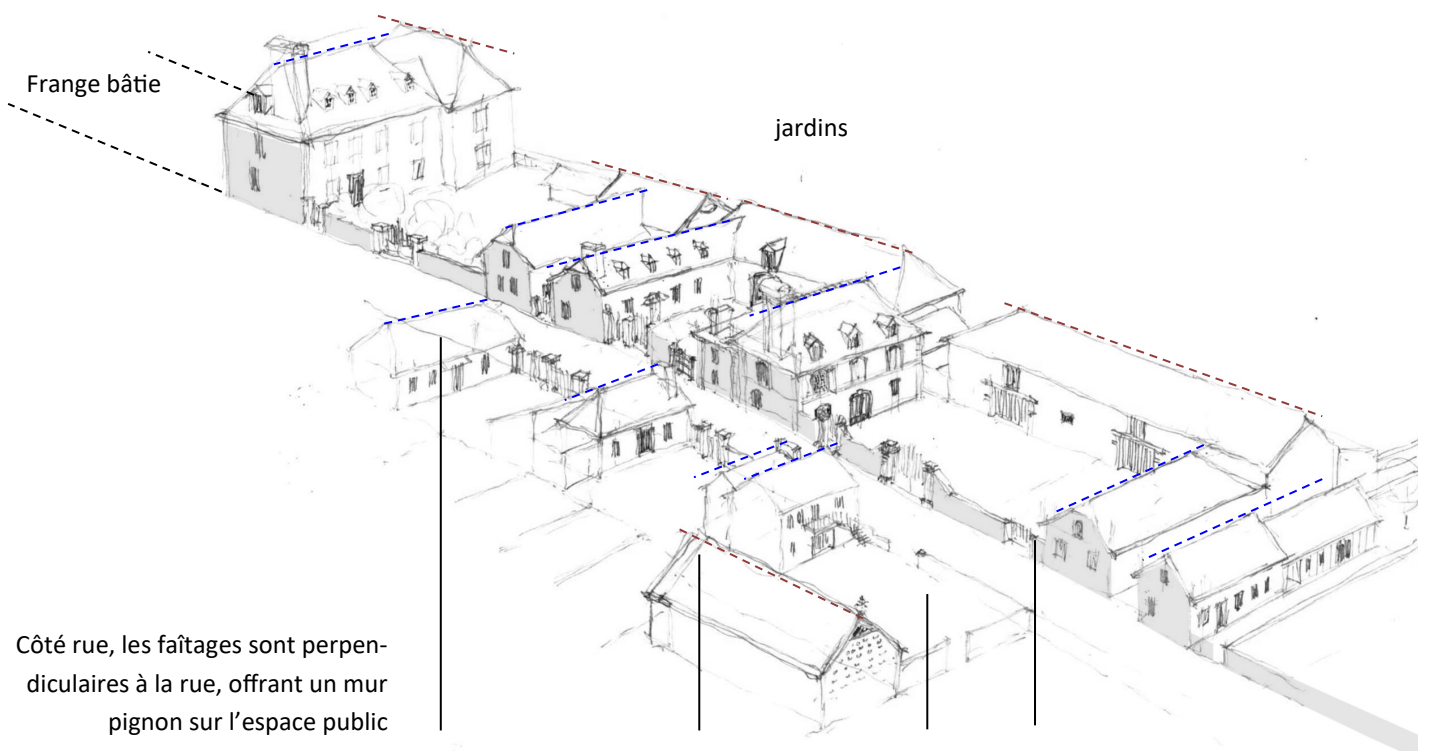 Frange bâtie
jardins
Côté rue, les faîtages sont perpen-
diculaires à la rue, offrant un mur
pignon sur l’espace public